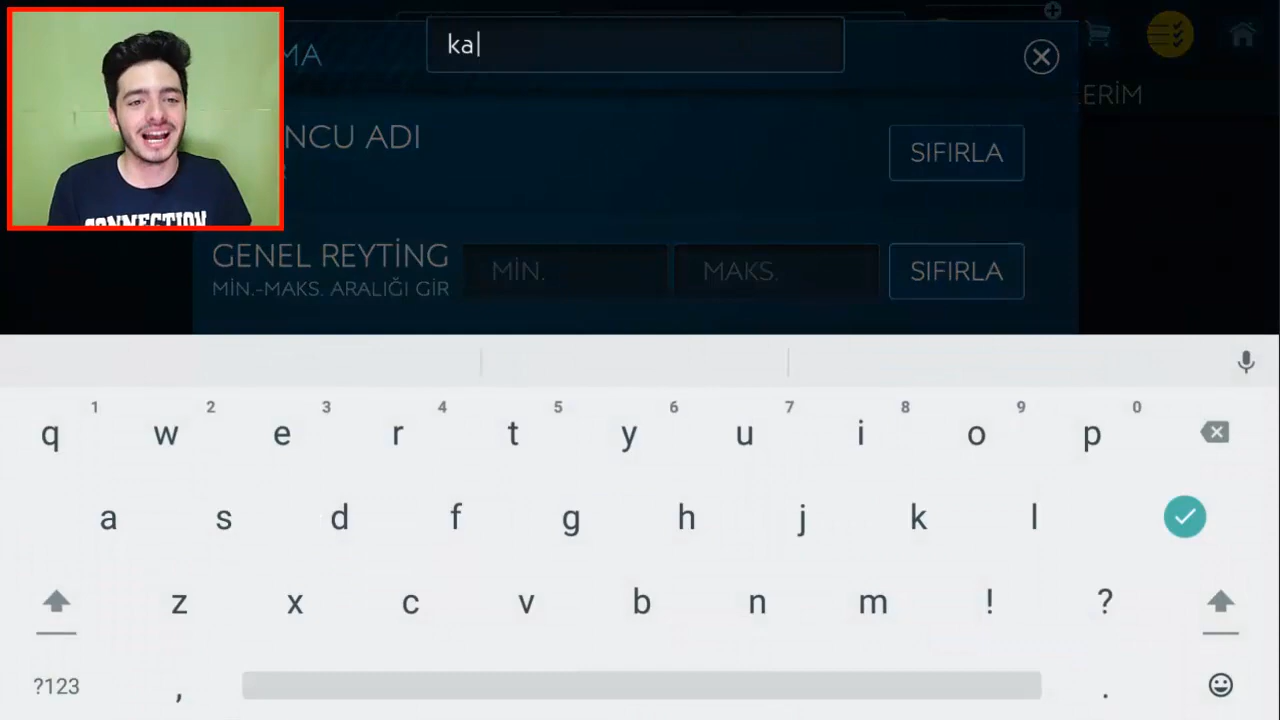 ka
MA
ERİM
NCU ADI
SIFIRLA
GENEL REYTİNG
MİN.
MAKS.
SIFIRLA
MİN.-MAKS. ARALIĞI GİR
CONNECTION
1 2 3 4 5 6 7 8 9 0
q w e r t y u i o p
a s d f g h j k l
z x c v b n m ! ?
?123 , .